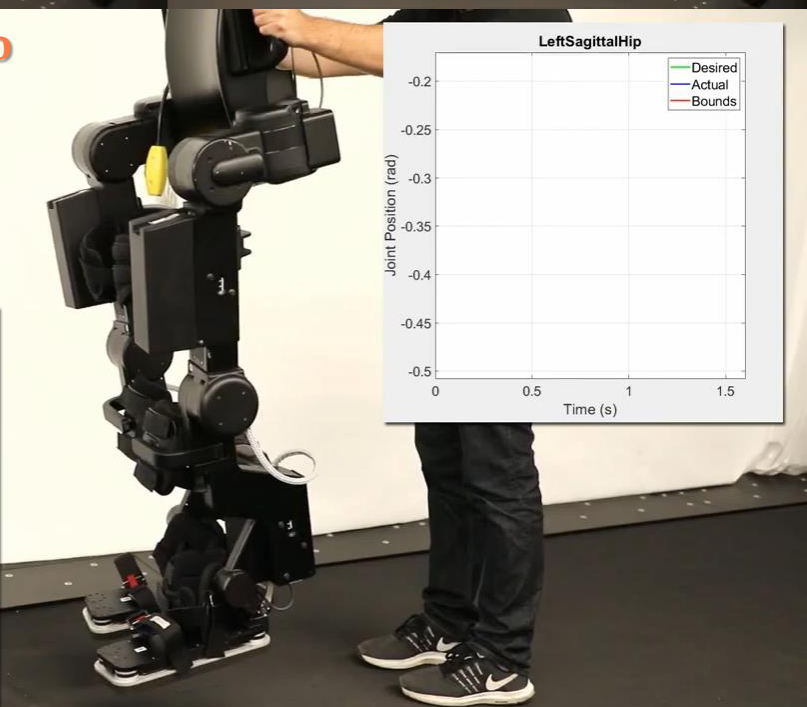 LeftSagittalHip
Desired
Actual
Bounds
-0.2
-0.25
-0.3
-0.35
-0.4
-0.45
-0.5
Joint Position (rad)
0 0.5 1 1.5
Time (s)